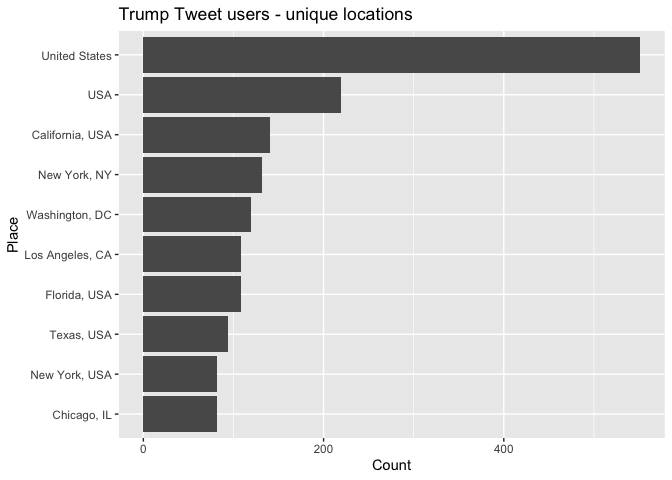 Trump Tweet users - unique locations
United States
USA
California, USA
New York, NY
Washington, DC
Los Angeles, CA
Florida, USA
Texas, USA
New York, USA
Chicago, IL
Place
0 200 400
Count